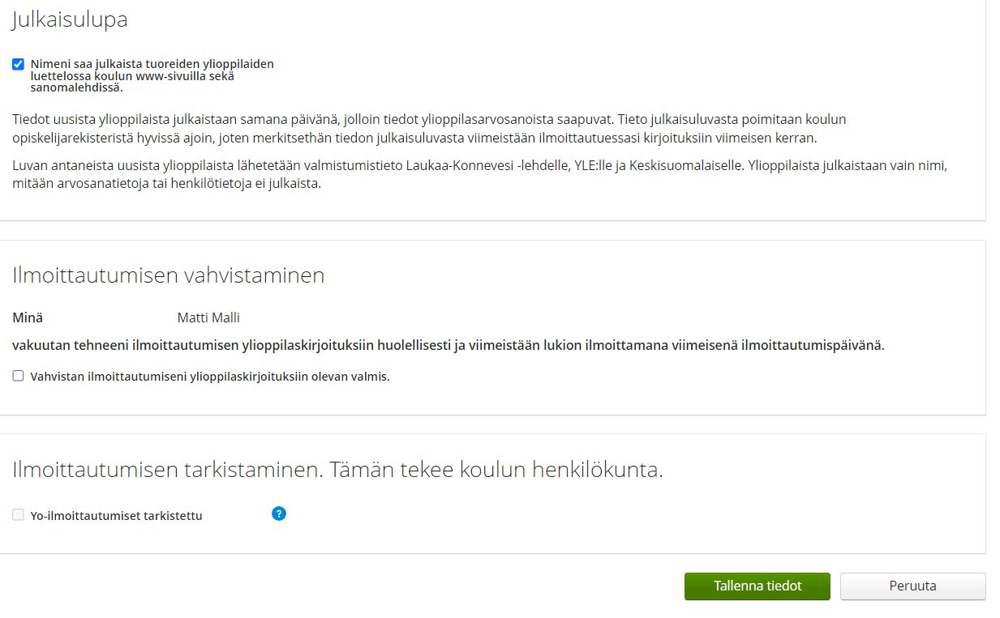 Julkaisulupa
Nimeni saa julkaista tuoreiden ylioppilaiden
luettelossa koulun www-sivuilla sekä
sanomalehdissä.
Tiedot uusista ylioppilaista julkaistaan samana päivänä, jolloin tiedot ylioppilasarvosanoista saapuvat. Tieto julkaisuluvasta poimitaan koulun
opiskelijarekisteristä hyvissä ajoin, joten merkitsethän tiedon julkaisuluvasta viimeistään ilmoittautuessasi kirjoituksiin viimeisen kerran.
Luvan antaneista uusista ylioppilaista lähetetään valmistumistieto Laukaa-Konnevesi -lehdelle, YLE:lle ja Keskisuomalaiselle. Ylioppilaista julkaistaan vain nimi,
mitään arvosanatietoja tai henkilötietoja ei julkaista.
Ilmoittautumisen vahvistaminen
Minä Matti Malli
vakuutan tehneeni ilmoittautumisen ylioppilaskirjoituksiin huolellisesti ja viimeistään lukion ilmoittamana viimeisenä ilmoittautumispäivänä.
Vahvistan ilmoittautumiseni ylioppilaskirjoituksiin olevan valmis.
Ilmoittautumisen tarkistaminen. Tämän tekee koulun henkilökunta.
Yo-ilmoittautumiset tarkistettu ?
Tallenna tiedot Peruuta